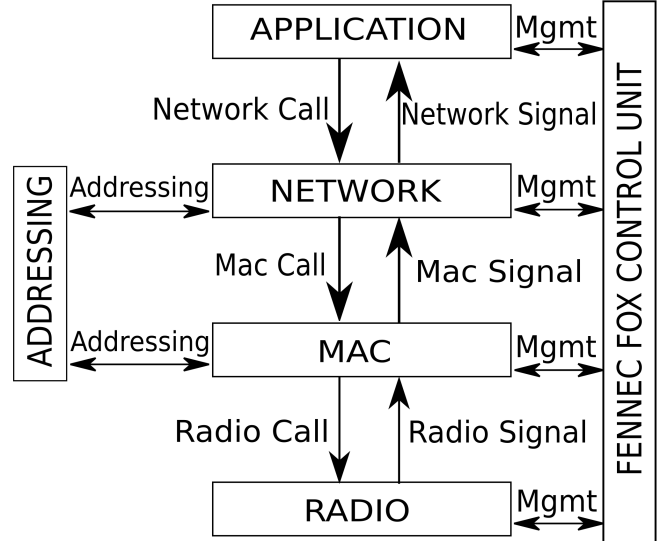 APPLICATION
Mgmt
Network Call
Network Signal
Addressing
NETWORK
Mgmt
ADDRESSING
FENNEC FOX CONTROL UNIT
Mac Call
Mac Signal
Addressing
MAC
Mgmt
Radio Call
Radio Signal
RADIO
Mgmt